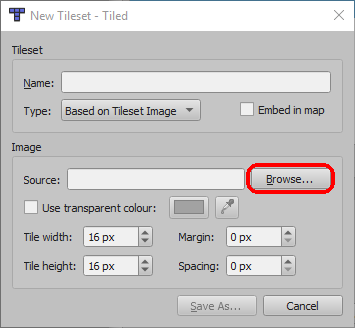 New Tileset - Tiled
Tileset
Name:
Type: Based on Tileset Image Embed in map
Image
Source: Browse...
Use transparent colour:
Tile width: 16 px Margin: 0 px
Tile height: 16 px Spacing: 0 px
Save As... Cancel